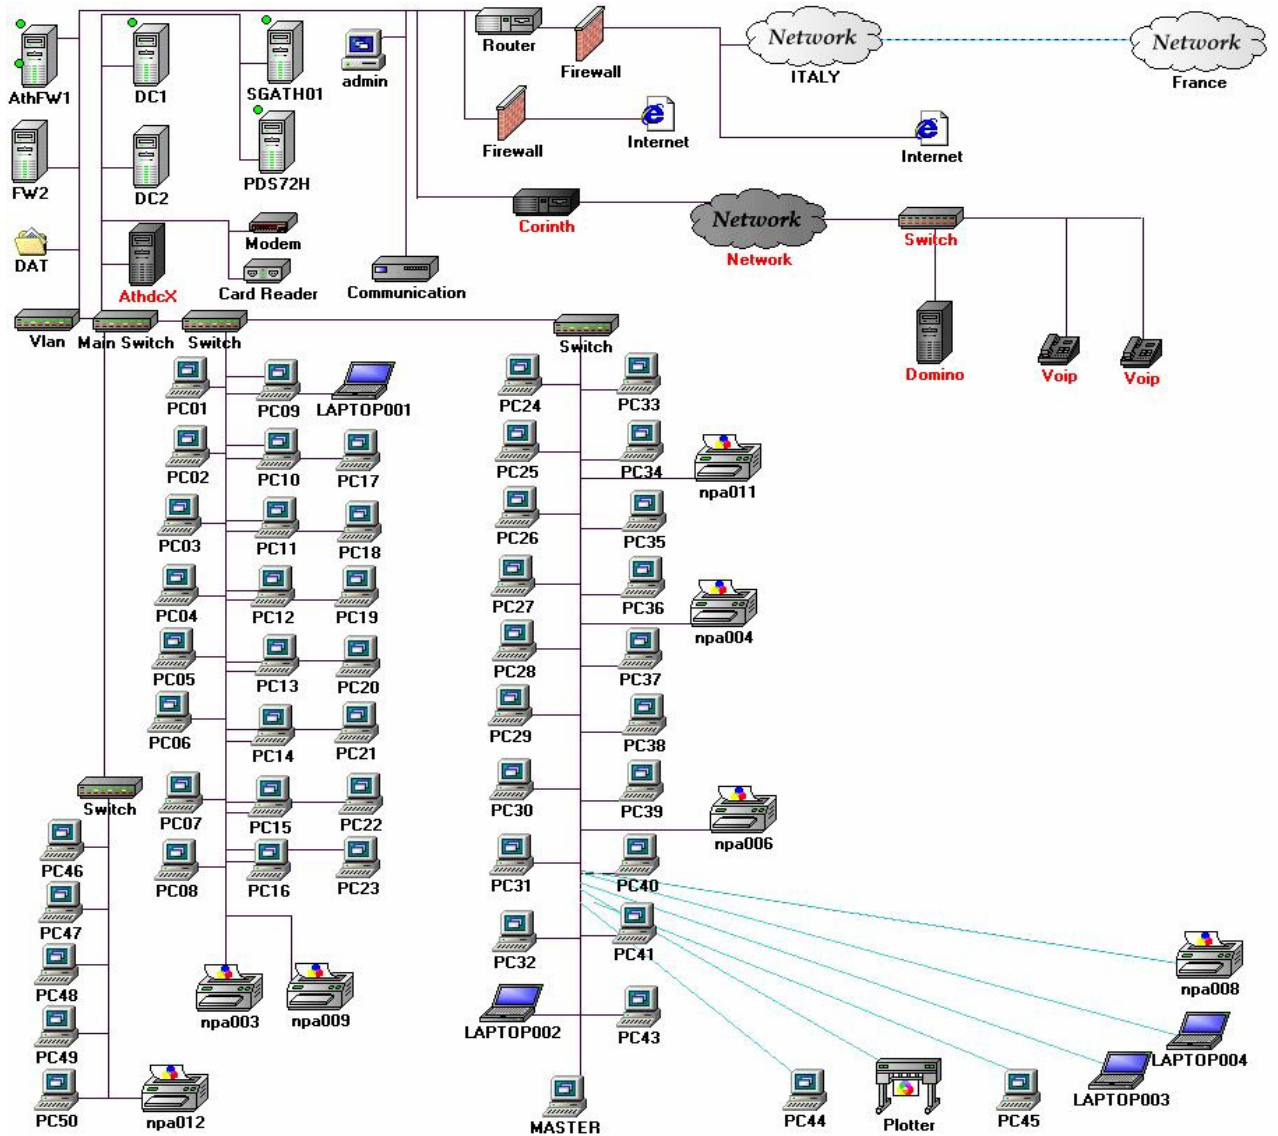 Network
Network
Router
Firewall
ITALY
France
AthFW1
DC1
SGATH01
admin
Firewall
Internet
Internet
FW2
DC2
PDS72H
Network
Corinth
Switch
Network
DAT
AthdcX
Modem
Card Reader
Communication
Vlan
Main Switch
Switch
Switch
Domino
Voip
Voip
PC01
PC09
LAPTOP001
PC24
PC33
PC02
PC10
PC17
PC25
PC34
npa011
PC03
PC11
PC18
PC26
PC35
PC04
PC12
PC19
PC27
PC36
npa004
PC05
PC13
PC20
PC28
PC37
PC06
PC14
PC21
PC29
PC38
Switch
PC07
PC15
PC22
PC30
PC39
npa006
PC46
PC08
PC16
PC23
PC31
PC40
PC47
PC32
PC41
PC48
npa003
npa009
npa008
PC49
LAPTOP002
PC43
LAPTOP004
LAPTOP003
PC50
npa012
MASTER
PC44
Plotter
PC45